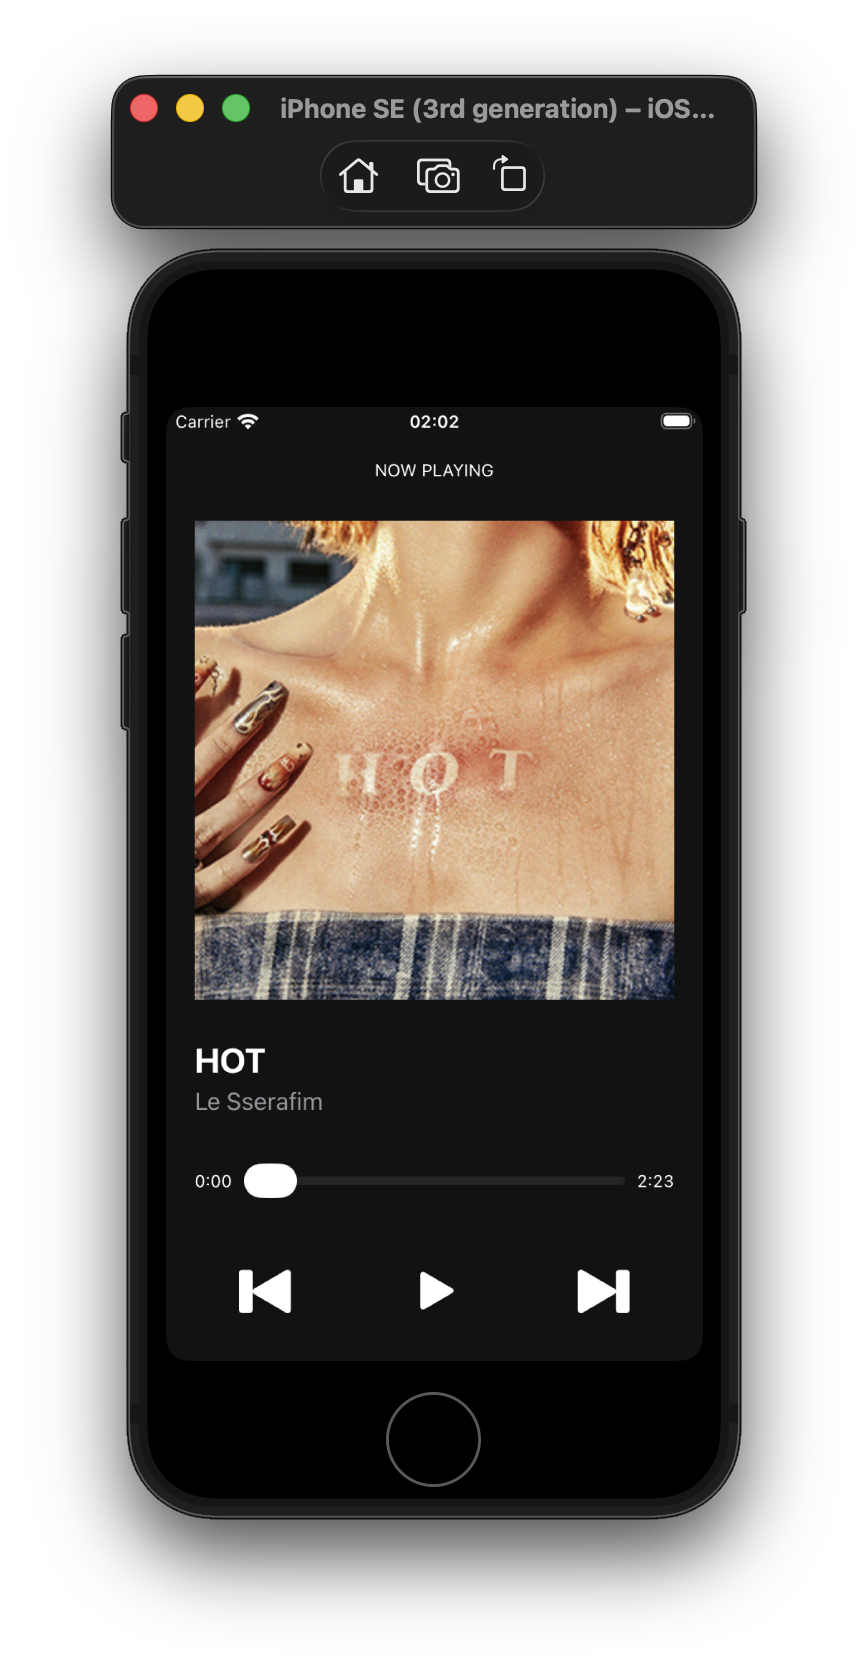 iPhone SE (3rd generation) – iOS...
Carrier
02:02
NOW PLAYING
HOT
HOT
Le Sserafim
0:00
2:23